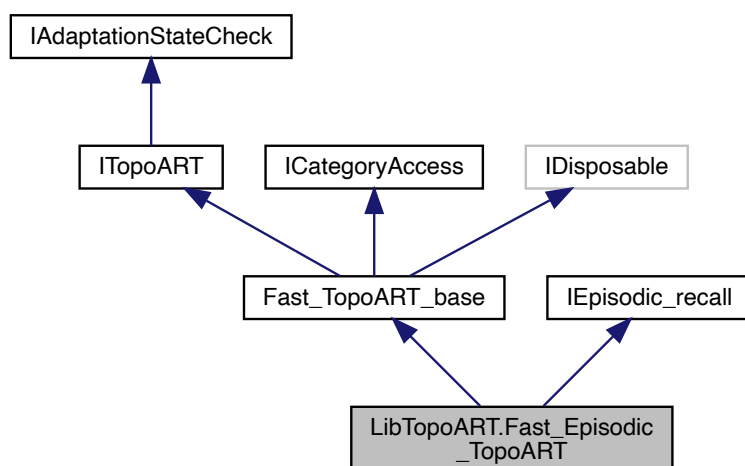 IAdaptationStateCheck
ITopoART
ICategoryAccess
IDisposable
Fast_TopoART_base
IEpisodic_recall
LibTopoART.Fast_Episodic
_TopoART